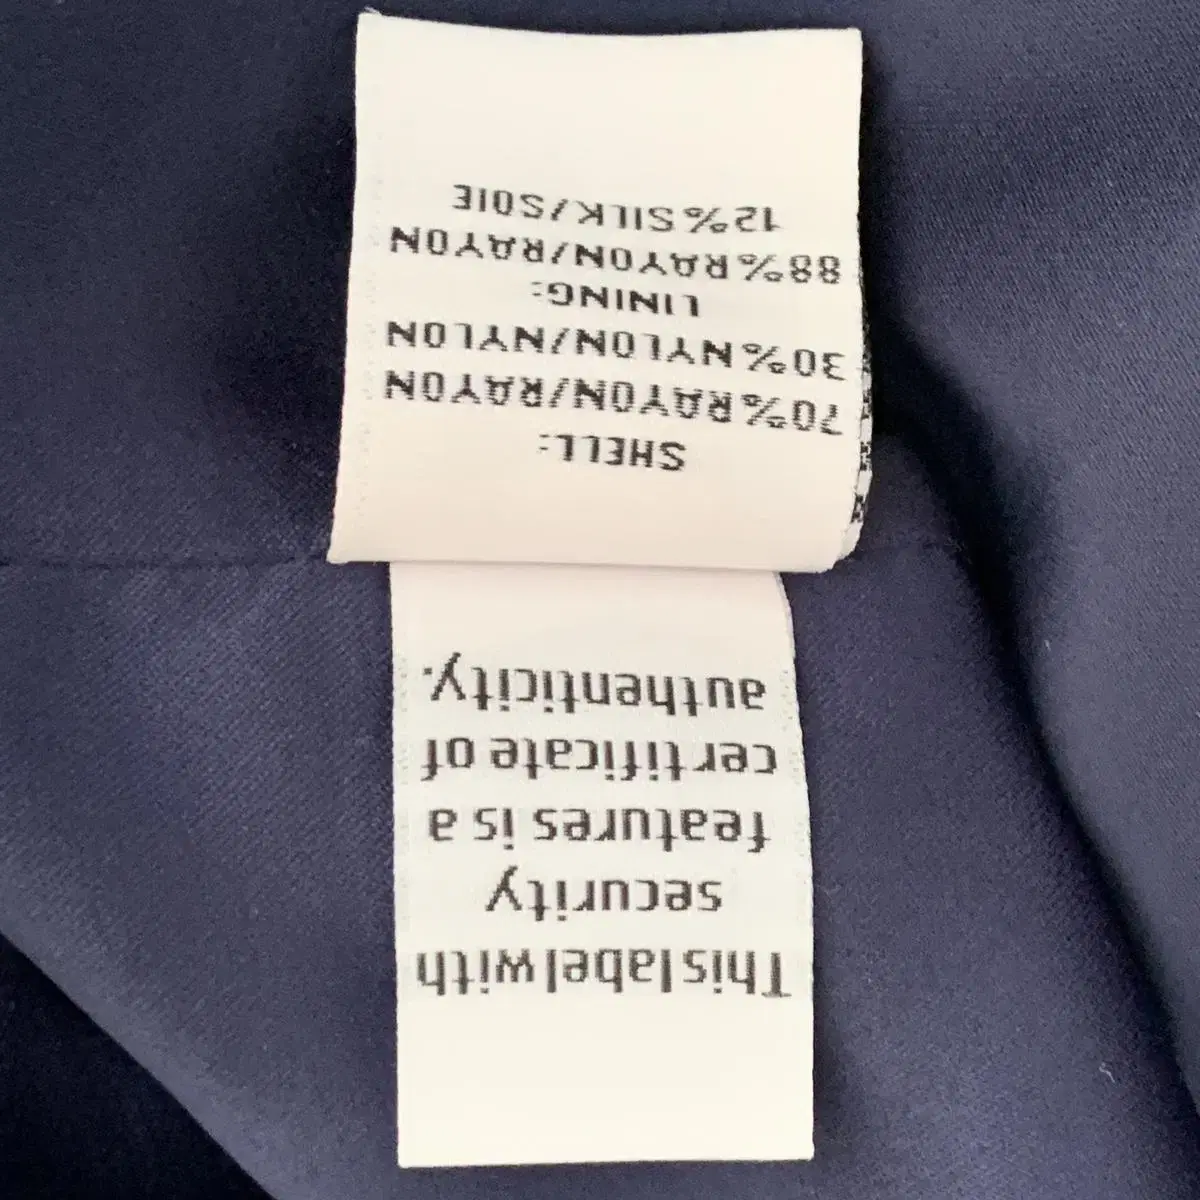 This label with
security
features is a
certificate of
authenticity.
SHELL:
70% RAYON/RAYON
30% NYLON/NYLON
LINING:
88% RAYON/RAYON
12% SILK/SOIE